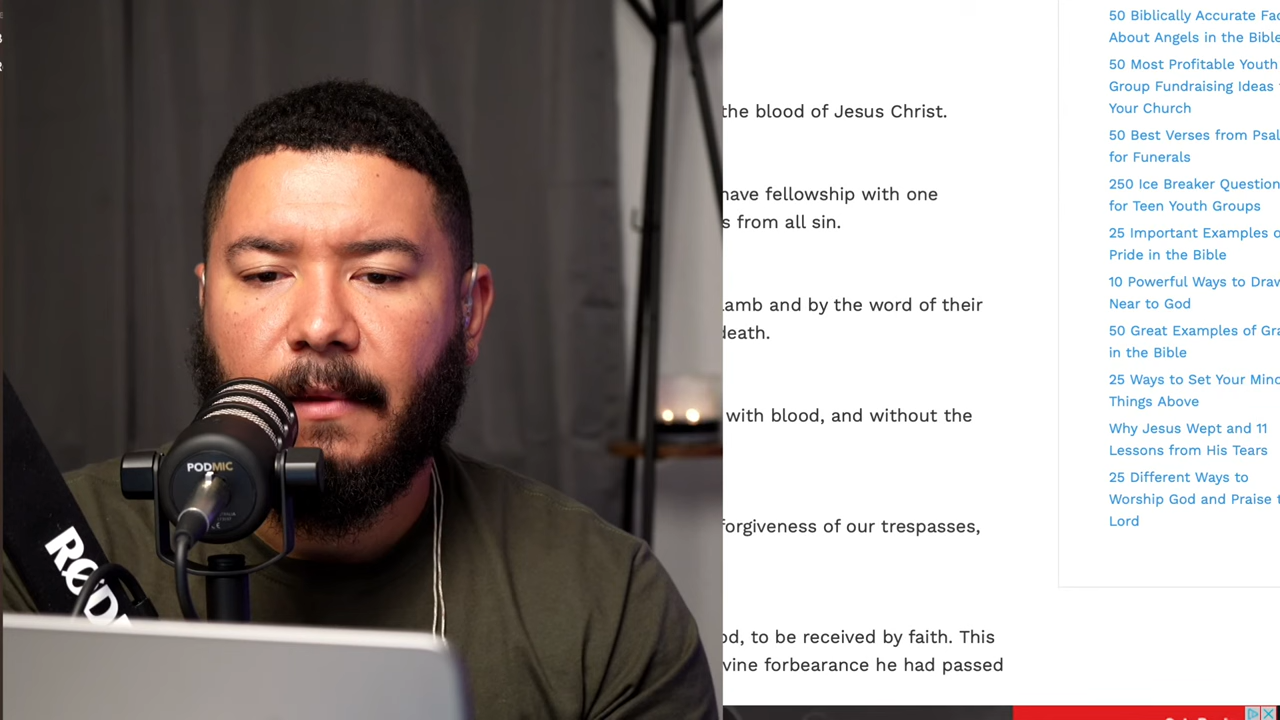 the blood of Jesus Christ.
have fellowship with one
s from all sin.
amb and by the word of their
death.
with blood, and without the
forgiveness of our trespasses,
od, to be received by faith. This
vine forbearance he had passed
50 Biblically Accurate Fac
About Angels in the Bible
50 Most Profitable Youth
Group Fundraising Ideas
Your Church
50 Best Verses from Psal
for Funerals
250 Ice Breaker Question
for Teen Youth Groups
25 Important Examples o
Pride in the Bible
10 Powerful Ways to Draw
Near to God
50 Great Examples of Gra
in the Bible
25 Ways to Set Your Mind
Things Above
Why Jesus Wept and 11
Lessons from His Tears
25 Different Ways to
Worship God and Praise t
Lord
PODMIC
RØDE